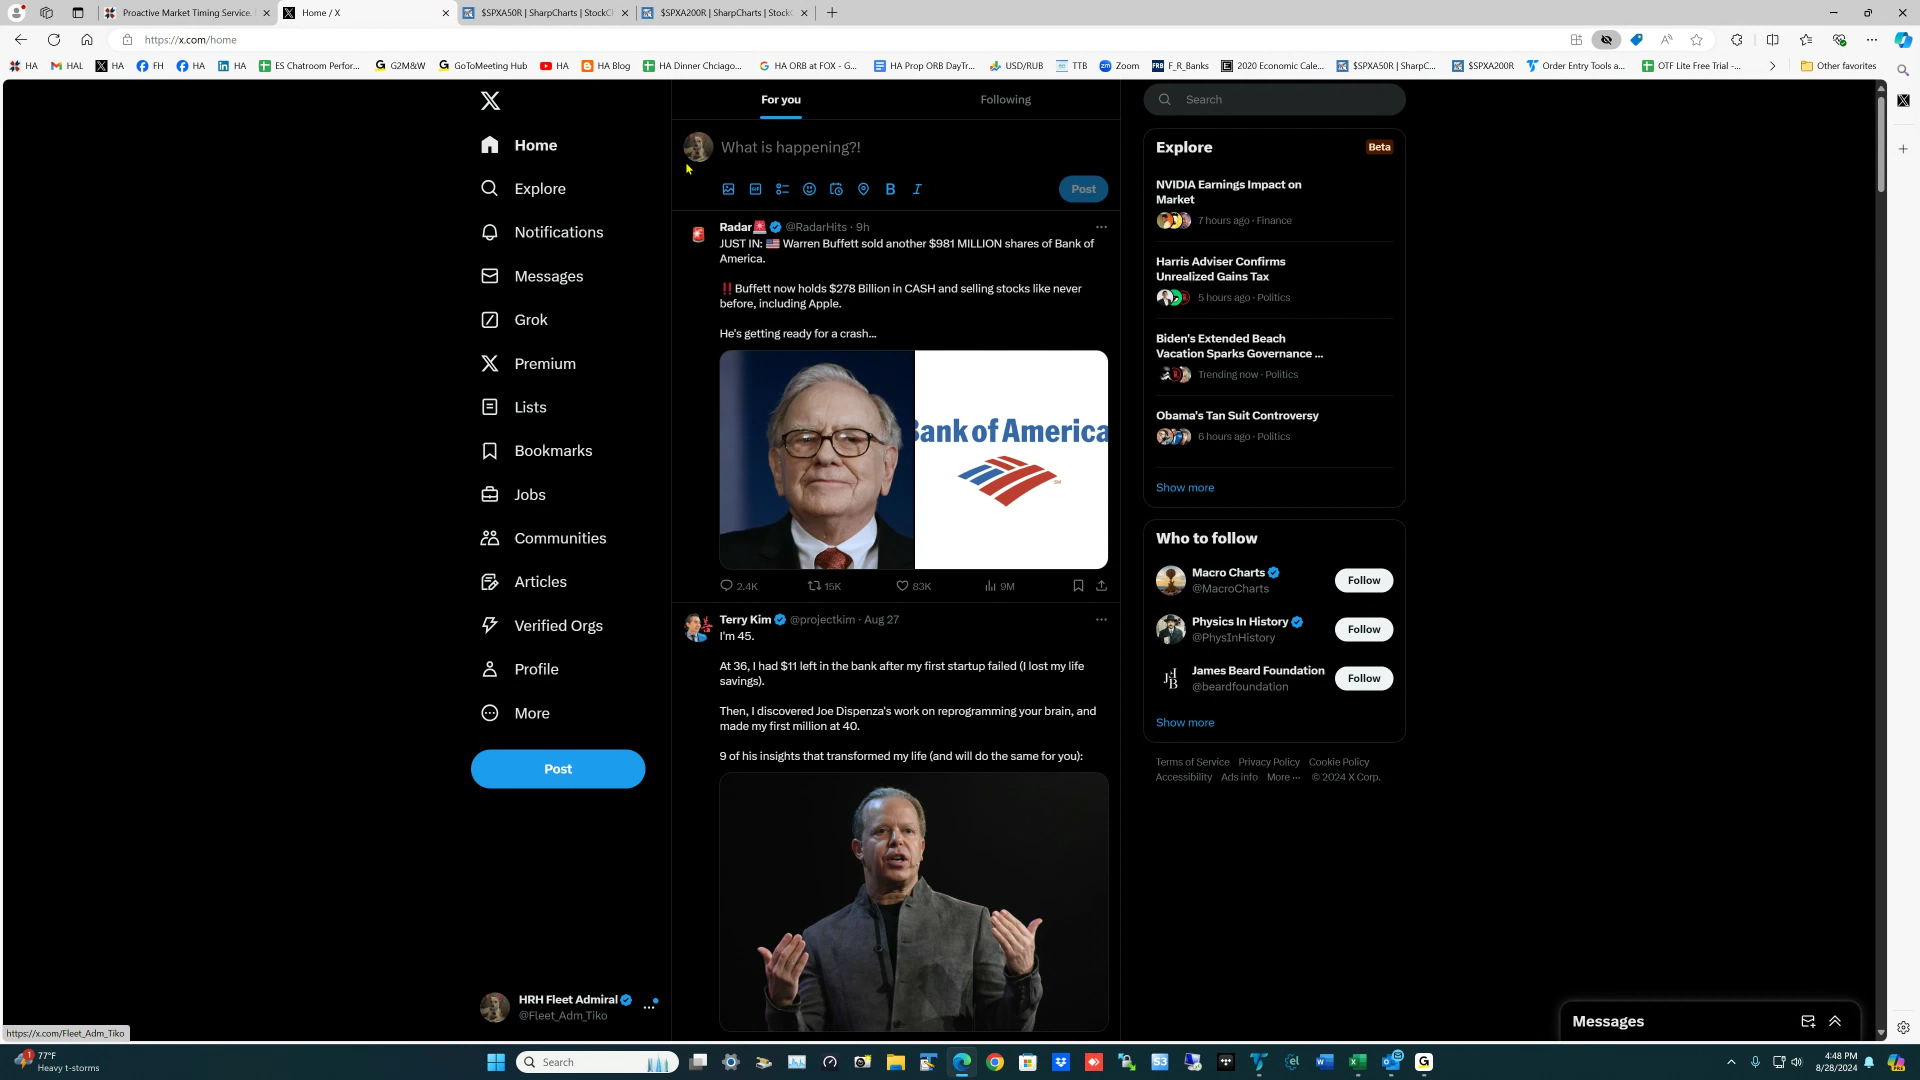 Proactive Market Timing Service.
Home / X
$SPXA50R | SharpCharts | StockC
$SPXA200R | SharpCharts | StockC
https://x.com/home
HA
HAL
HA
FH
HA
HA
ES Chatroom Perfor...
G2M&W
GoToMeeting Hub
HA
HA Blog
HA Dinner Chciago...
HA ORB at FOX - G...
HA Prop ORB DayTr...
USD/RUB
TTB
Zoom
F_R_Banks
2020 Economic Cale...
$SPXA50R | SharpC...
$SPXA200R
Order Entry Tools a...
OTF Lite Free Trial -...
Other favorites
Home
Explore
Notifications
Messages
Grok
Premium
Lists
Bookmarks
Jobs
Communities
Articles
Verified Orgs
Profile
More
Post
HRH Fleet Admiral
@Fleet_Adm_Tiko
https://x.com/Fleet_Adm_Tiko
For you
Following
What is happening?!
Post
Radar @RadarHits · 9h
JUST IN: 🇺🇸 Warren Buffett sold another $981 MILLION shares of Bank of
America.
‼️Buffett now holds $278 Billion in CASH and selling stocks like never
before, including Apple.
He's getting ready for a crash...
Bank of America
2.4K 15K 83K 9M
Terry Kim @projectkim · Aug 27
I'm 45.
At 36, I had $11 left in the bank after my first startup failed (I lost my life
savings).
Then, I discovered Joe Dispenza's work on reprogramming your brain, and
made my first million at 40.
9 of his insights that transformed my life (and will do the same for you):
Search
Explore
Beta
NVIDIA Earnings Impact on
Market
7 hours ago · Finance
Harris Adviser Confirms
Unrealized Gains Tax
5 hours ago · Politics
Biden's Extended Beach
Vacation Sparks Governance ...
Trending now · Politics
Obama's Tan Suit Controversy
6 hours ago · Politics
Show more
Who to follow
Macro Charts
@MacroCharts
Follow
Physics In History
@PhysInHistory
Follow
James Beard Foundation
@beardfoundation
Follow
Show more
Terms of Service Privacy Policy Cookie Policy
Accessibility Ads info More ··· © 2024 X Corp.
Messages
77°F
Heavy t-storms
Search
4:48 PM
8/28/2024